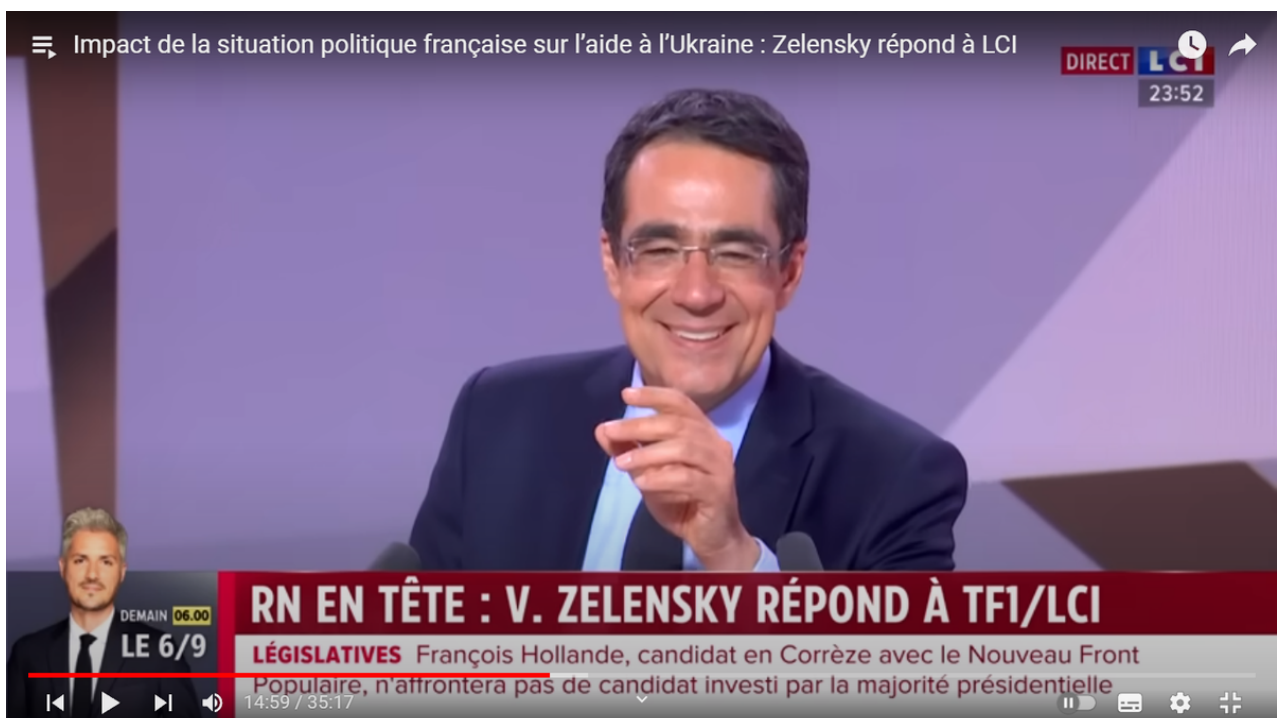 Impact de la situation politique française sur l’aide à l’Ukraine : Zelensky répond à LCI
DIRECT LCI
23:52
DEMAIN 06.00
LE 6/9
RN EN TÊTE : V. ZELENSKY RÉPOND À TF1/LCI
LÉGISLATIVES François Hollande, candidat en Corrèze avec le Nouveau Front
Populaire, n'affrontera pas de candidat investi par la majorité présidentielle
14:59 / 35:17